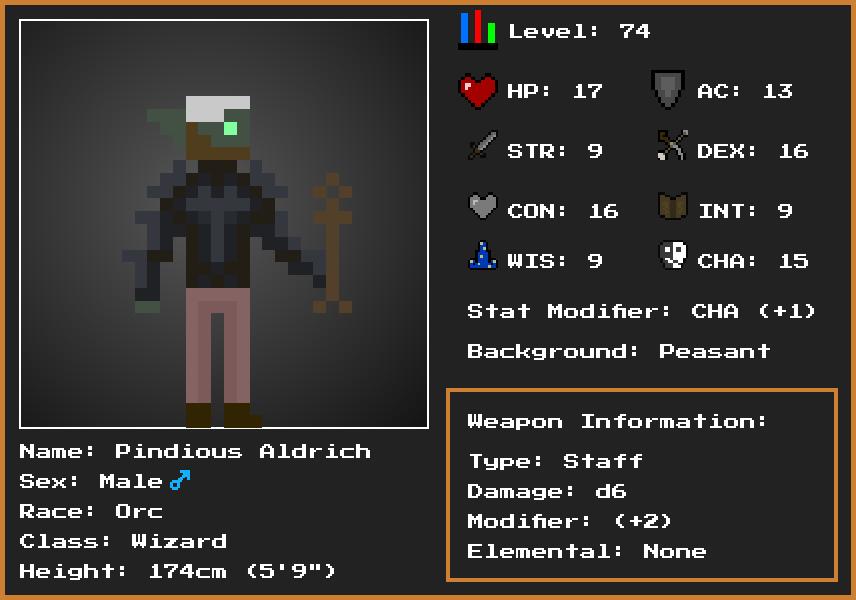 Level: 74
HP: 17 AC: 13
STR: 9 DEX: 16
CON: 16 INT: 9
WIS: 9 CHA: 15
Stat Modifier: CHA (+1)
Background: Peasant
Weapon Information:
Type: Staff
Damage: d6
Modifier: (+2)
Elemental: None
Name: Pindious Aldrich
Sex: Male♂
Race: Orc
Class: Wizard
Height: 174cm (5'9")